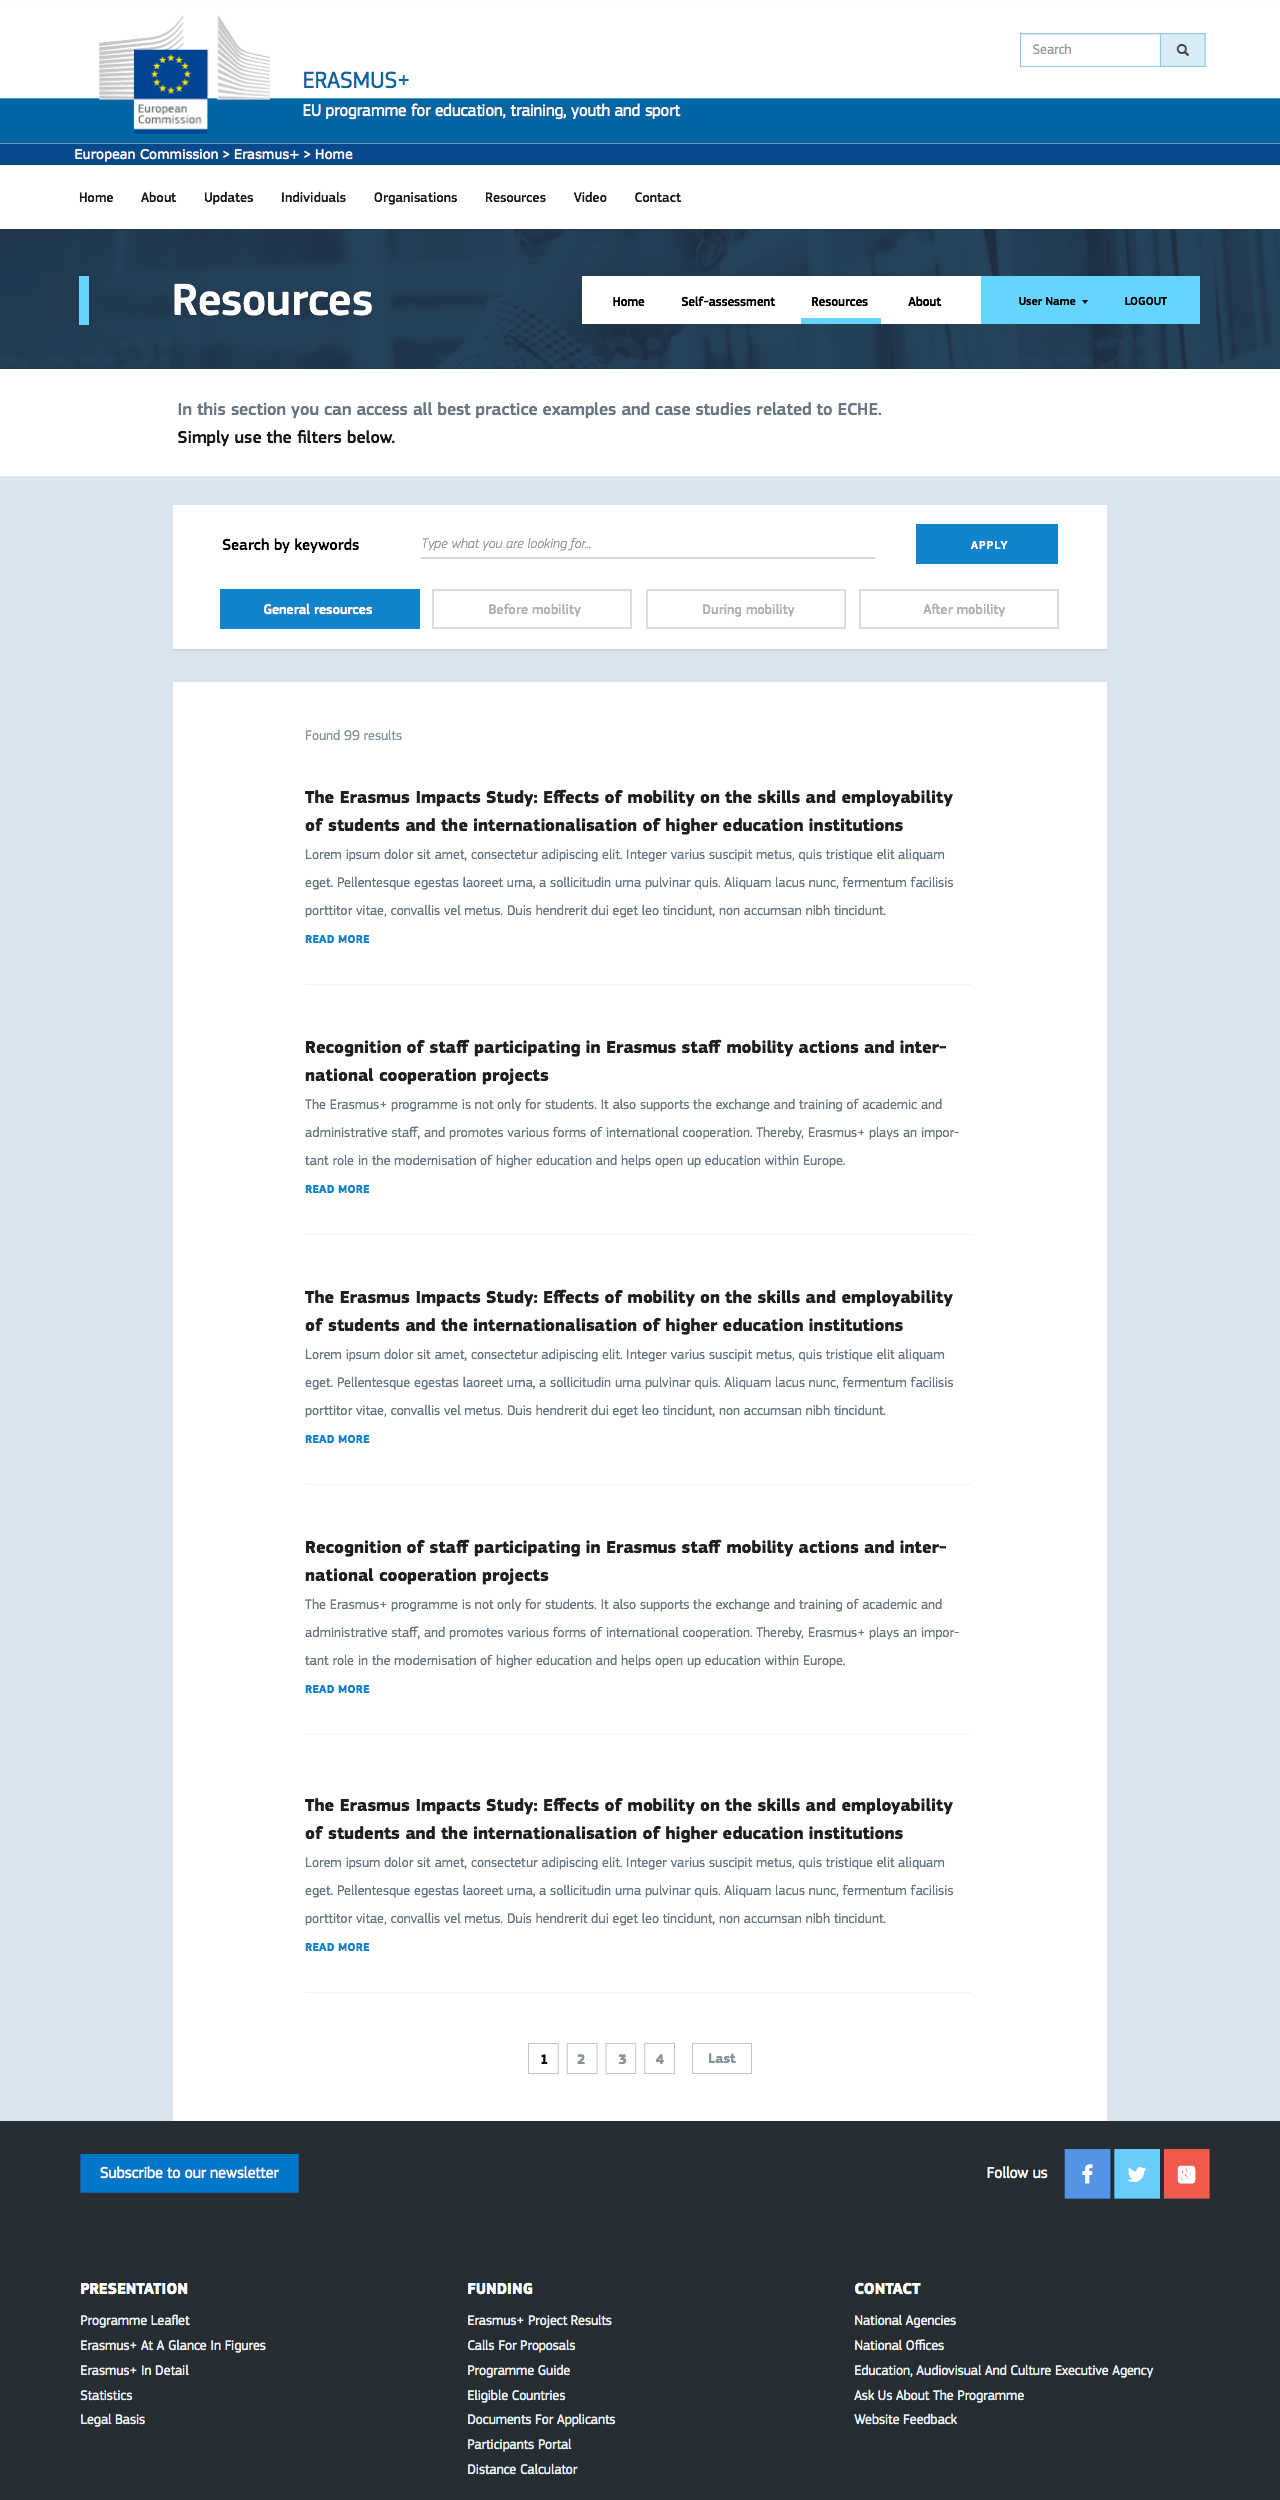 Search
European
Commission
ERASMUS+
EU programme for education, training, youth and sport
European Commission > Erasmus+ > Home
Home About Updates Individuals Organisations Resources Video Contact
Resources
Home Self-assessment Resources About User Name LOGOUT
In this section you can access all best practice examples and case studies related to ECHE.
Simply use the filters below.
Search by keywords Type what you are looking for... APPLY
General resources Before mobility During mobility After mobility
Found 99 results
The Erasmus Impacts Study: Effects of mobility on the skills and employability
of students and the internationalisation of higher education institutions
Lorem ipsum dolor sit amet, consectetur adipiscing elit. Integer varius suscipit metus, quis tristique elit aliquam
eget. Pellentesque egestas laoreet urna, a sollicitudin urna pulvinar quis. Aliquam lacus nunc, fermentum facilisis
porttitor vitae, convallis vel metus. Duis hendrerit dui eget leo tincidunt, non accumsan nibh tincidunt.
READ MORE
Recognition of staff participating in Erasmus staff mobility actions and inter-
national cooperation projects
The Erasmus+ programme is not only for students. It also supports the exchange and training of academic and
administrative staff, and promotes various forms of international cooperation. Thereby, Erasmus+ plays an impor-
tant role in the modernisation of higher education and helps open up education within Europe.
READ MORE
The Erasmus Impacts Study: Effects of mobility on the skills and employability
of students and the internationalisation of higher education institutions
Lorem ipsum dolor sit amet, consectetur adipiscing elit. Integer varius suscipit metus, quis tristique elit aliquam
eget. Pellentesque egestas laoreet urna, a sollicitudin urna pulvinar quis. Aliquam lacus nunc, fermentum facilisis
porttitor vitae, convallis vel metus. Duis hendrerit dui eget leo tincidunt, non accumsan nibh tincidunt.
READ MORE
Recognition of staff participating in Erasmus staff mobility actions and inter-
national cooperation projects
The Erasmus+ programme is not only for students. It also supports the exchange and training of academic and
administrative staff, and promotes various forms of international cooperation. Thereby, Erasmus+ plays an impor-
tant role in the modernisation of higher education and helps open up education within Europe.
READ MORE
The Erasmus Impacts Study: Effects of mobility on the skills and employability
of students and the internationalisation of higher education institutions
Lorem ipsum dolor sit amet, consectetur adipiscing elit. Integer varius suscipit metus, quis tristique elit aliquam
eget. Pellentesque egestas laoreet urna, a sollicitudin urna pulvinar quis. Aliquam lacus nunc, fermentum facilisis
porttitor vitae, convallis vel metus. Duis hendrerit dui eget leo tincidunt, non accumsan nibh tincidunt.
READ MORE
1 2 3 4 Last
Subscribe to our newsletter
Follow us
PRESENTATION
Programme Leaflet
Erasmus+ At A Glance In Figures
Erasmus+ In Detail
Statistics
Legal Basis
FUNDING
Erasmus+ Project Results
Calls For Proposals
Programme Guide
Eligible Countries
Documents For Applicants
Participants Portal
Distance Calculator
CONTACT
National Agencies
National Offices
Education, Audiovisual And Culture Executive Agency
Ask Us About The Programme
Website Feedback